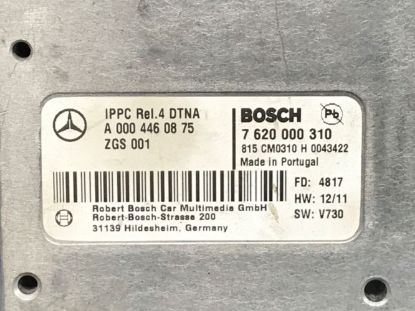 IPPC Rel.4 DTNA
A 000 446 08 75
ZGS 001
BOSCH
Pb
7 620 000 310
815 CM0310 H 0043422
Made in Portugal
FD: 4817
HW: 12/11
SW: V730
Robert Bosch Car Multimedia GmbH
Robert-Bosch-Strasse 200
31139 Hildesheim, Germany